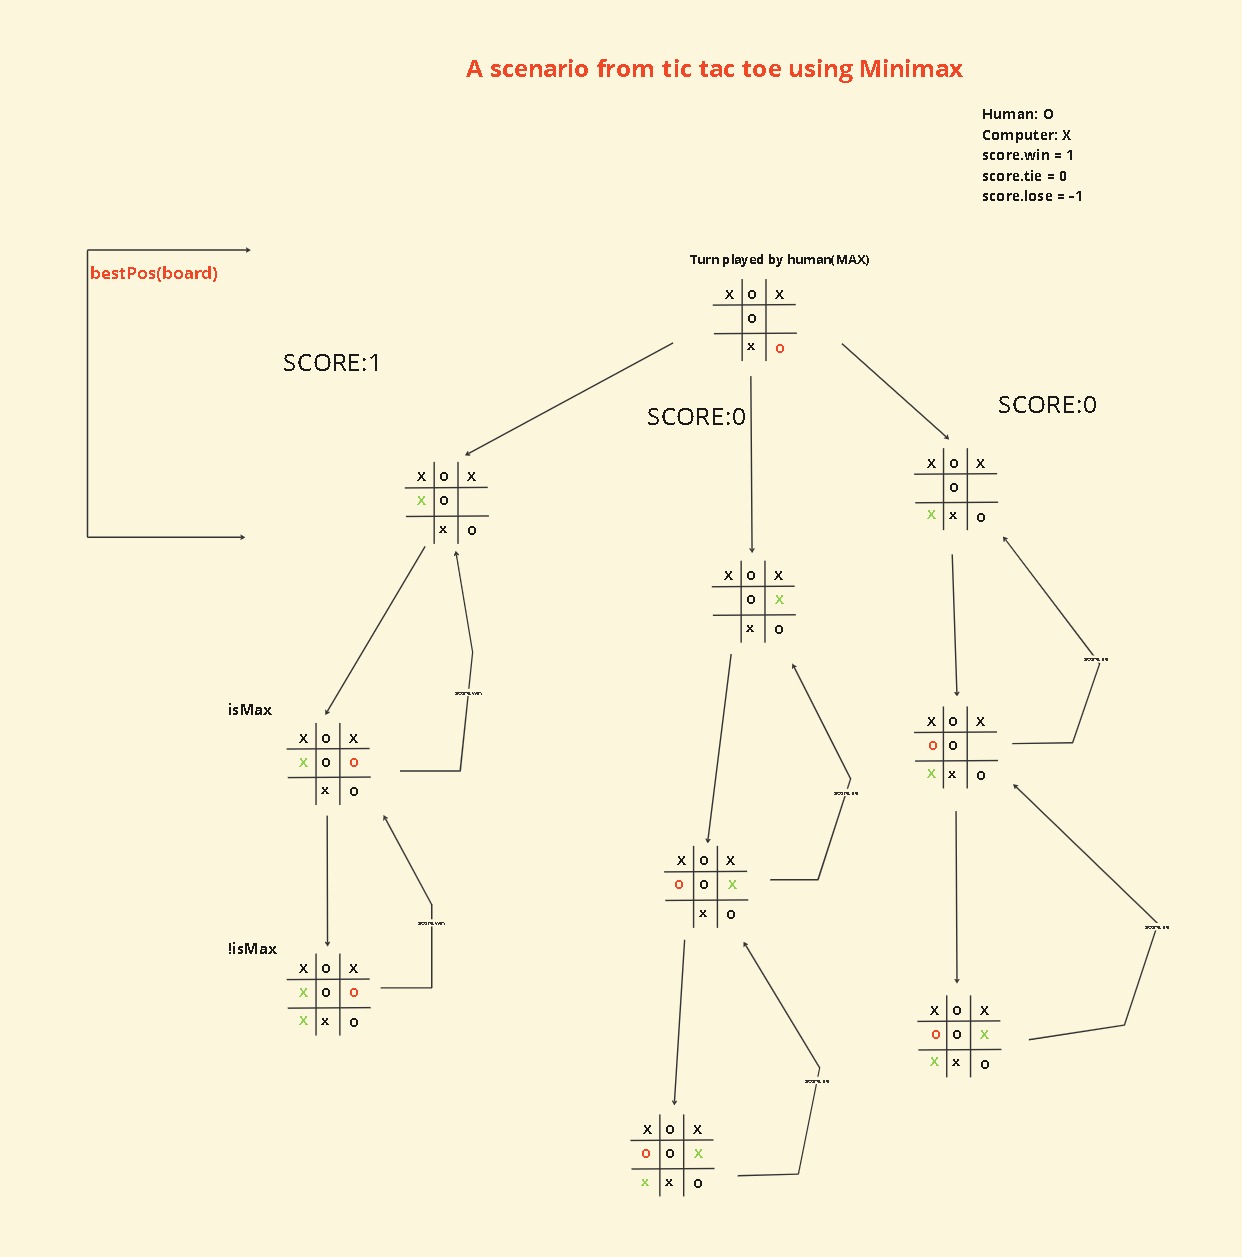 A scenario from tic tac toe using Minimax
Human: O
Computer: X
score.win = 1
score.tie = 0
score.lose = -1
Turn played by human(MAX)
bestPos(board)
X O X
O
x O
SCORE:1
SCORE:0
SCORE:0
X O X
X O
x O
X O X
O
X x O
X O X
O X
x O
score.win
score.tie
isMax
X O X
X O O
x O
X O X
O O
X x O
score.tie
X O X
O O X
x O
score.win
score.tie
!isMax
X O X
X O O
X x O
X O X
O O X
X x O
score.tie
X O X
O O X
x x O